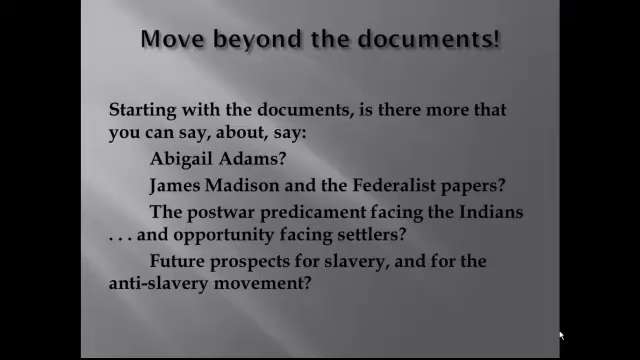 Move beyond the documents!
Starting with the documents, is there more that
you can say, about, say:
Abigail Adams?
James Madison and the Federalist papers?
The postwar predicament facing the Indians
. . . and opportunity facing settlers?
Future prospects for slavery, and for the
anti-slavery movement?